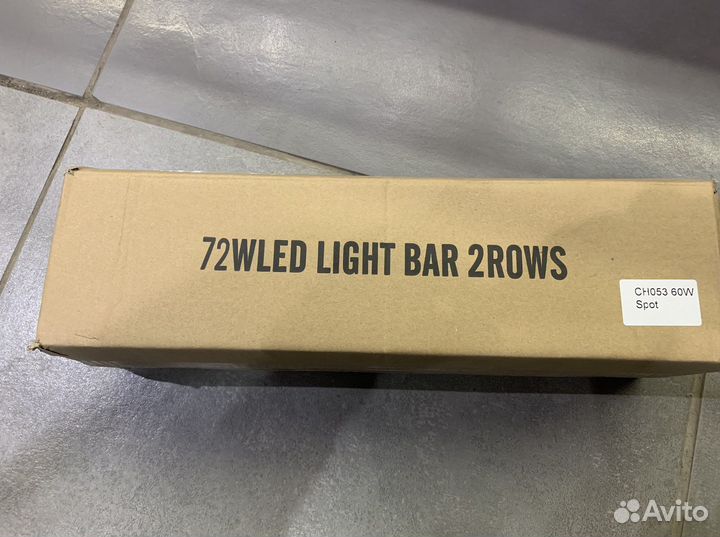 72WLED LIGHT BAR 2ROWS
CH053 60W
Spot
Avito